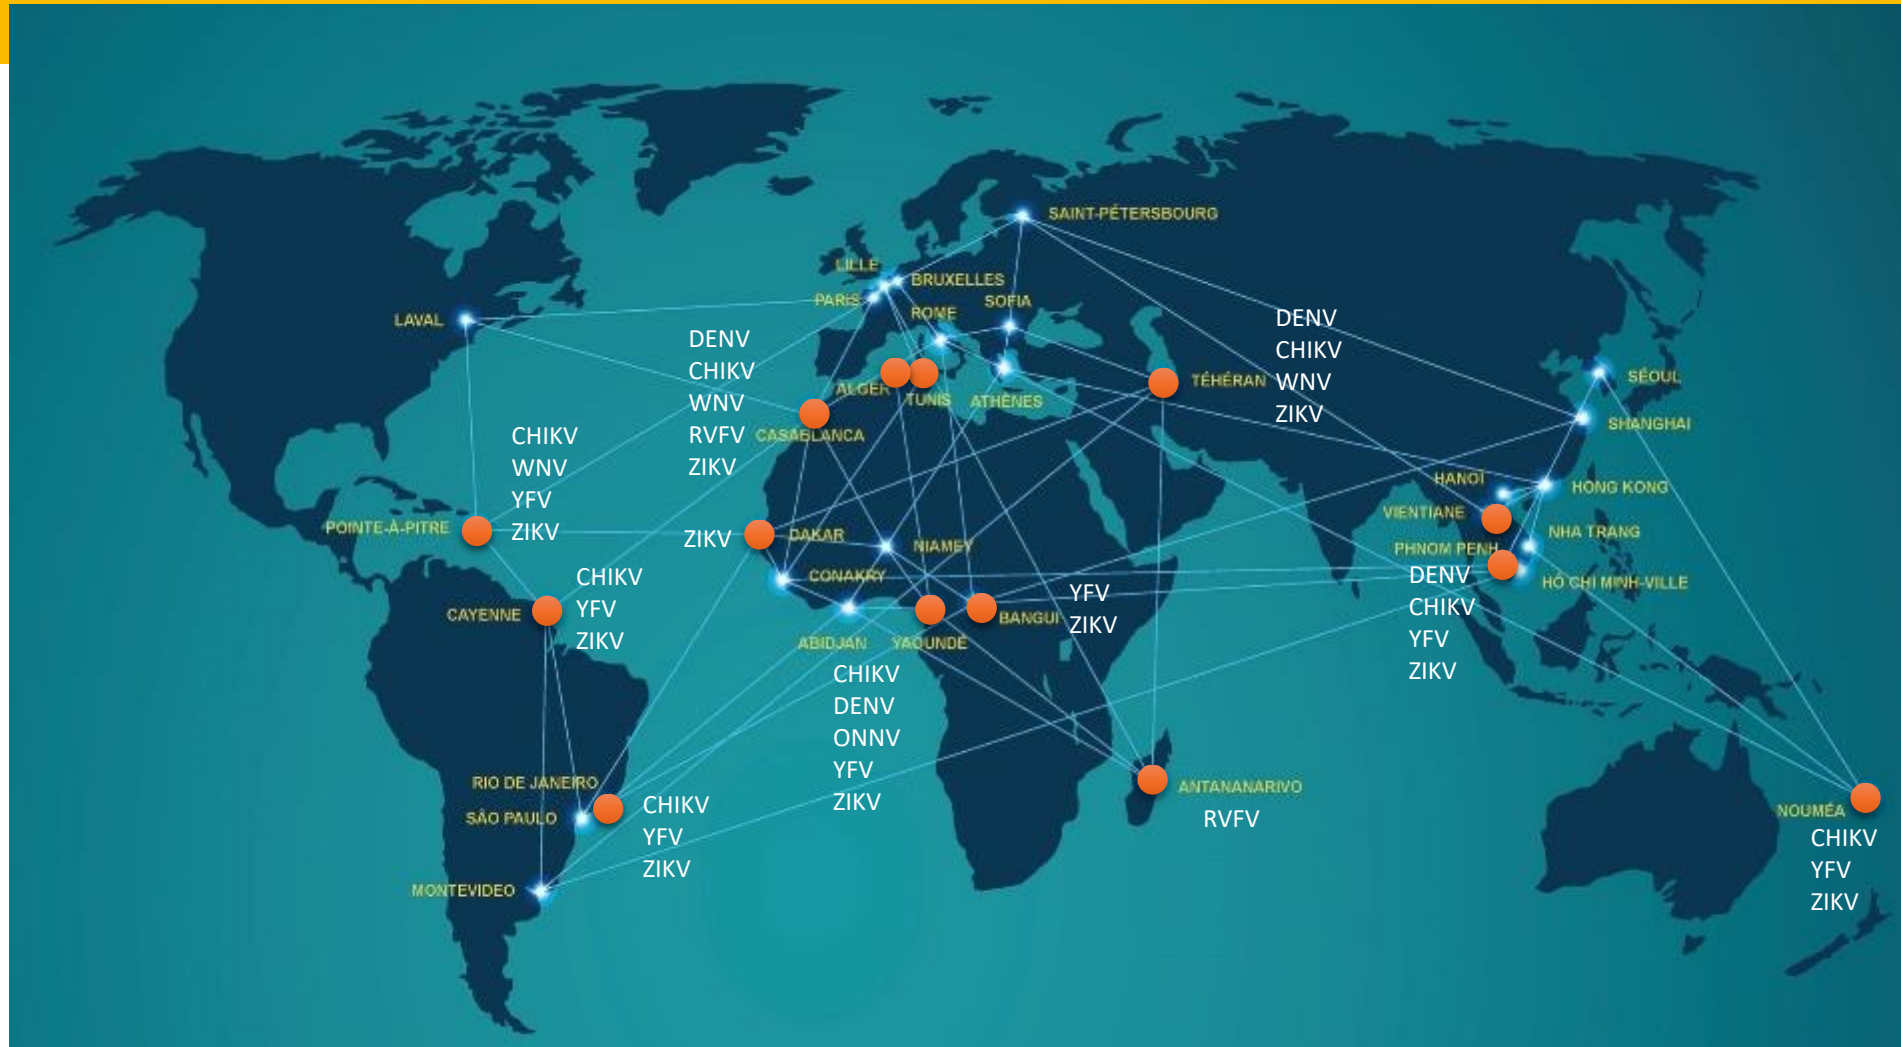 SAINT-PÉTERSBOURG
LILLE
BRUXELLES
PARIS
SOFIA
ROME
LAVAL
DENV
CHIKV
WNV
RVFV
ZIKV
DENV
CHIKV
WNV
ZIKV
ALGER
TUNIS
ATHÈNES
TÉHÉRAN
SÉOUL
SHANGHAI
CASABLANCA
CHIKV
WNV
YFV
ZIKV
HANOÏ
HONG KONG
VIENTIANE
POINTE-À-PITRE
ZIKV
DAKAR
NIAMEY
NHA TRANG
PHNOM PENH
CONAKRY
HÔ CHI MINH-VILLE
DENV
CHIKV
YFV
ZIKV
CHIKV
YFV
ZIKV
CAYENNE
YFV
ZIKV
BANGUI
ABIDJAN
YAOUNDÉ
CHIKV
DENV
ONNV
YFV
ZIKV
RIO DE JANEIRO
SÂO PAULO
CHIKV
YFV
ZIKV
ANTANANARIVO
RVFV
NOUMÉA
CHIKV
YFV
ZIKV
MONTEVIDEO